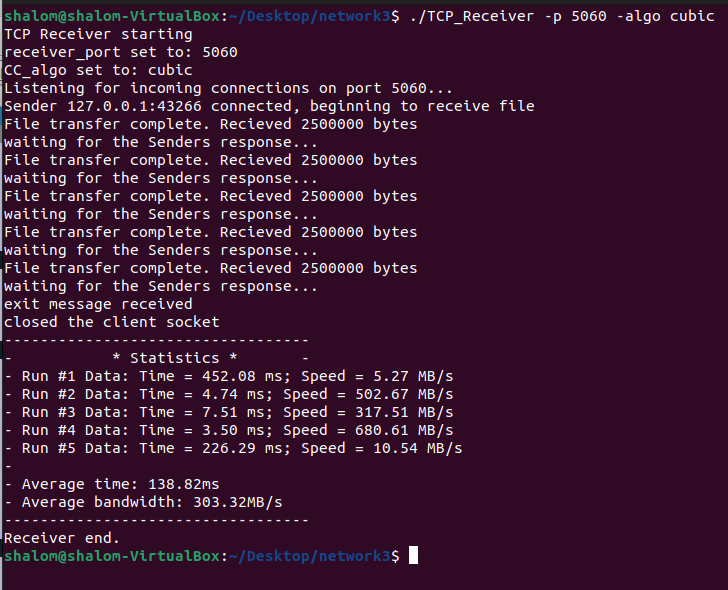 shalom@shalom-VirtualBox:~/Desktop/network3$ ./TCP_Receiver -p 5060 -algo cubic
TCP Receiver starting
receiver_port set to: 5060
CC_algo set to: cubic
Listening for incoming connections on port 5060...
Sender 127.0.0.1:43266 connected, beginning to receive file
File transfer complete. Recieved 2500000 bytes
waiting for the Senders response...
File transfer complete. Recieved 2500000 bytes
waiting for the Senders response...
File transfer complete. Recieved 2500000 bytes
waiting for the Senders response...
File transfer complete. Recieved 2500000 bytes
waiting for the Senders response...
File transfer complete. Recieved 2500000 bytes
waiting for the Senders response...
exit message received
closed the client socket
----------------------------------
-           * Statistics *       -
- Run #1 Data: Time = 452.08 ms; Speed = 5.27 MB/s
- Run #2 Data: Time = 4.74 ms; Speed = 502.67 MB/s
- Run #3 Data: Time = 7.51 ms; Speed = 317.51 MB/s
- Run #4 Data: Time = 3.50 ms; Speed = 680.61 MB/s
- Run #5 Data: Time = 226.29 ms; Speed = 10.54 MB/s
-
- Average time: 138.82ms
- Average bandwidth: 303.32MB/s
----------------------------------
Receiver end.
shalom@shalom-VirtualBox:~/Desktop/network3$